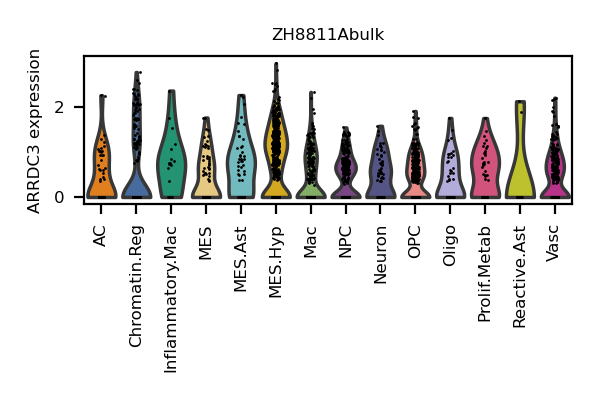 ZH8811Abulk
ARRDC3 expression
2
0
AC
Chromatin.Reg
Inflammatory.Mac
MES
MES.Ast
MES.Hyp
Mac
NPC
Neuron
OPC
Oligo
Prolif.Metab
Reactive.Ast
Vasc